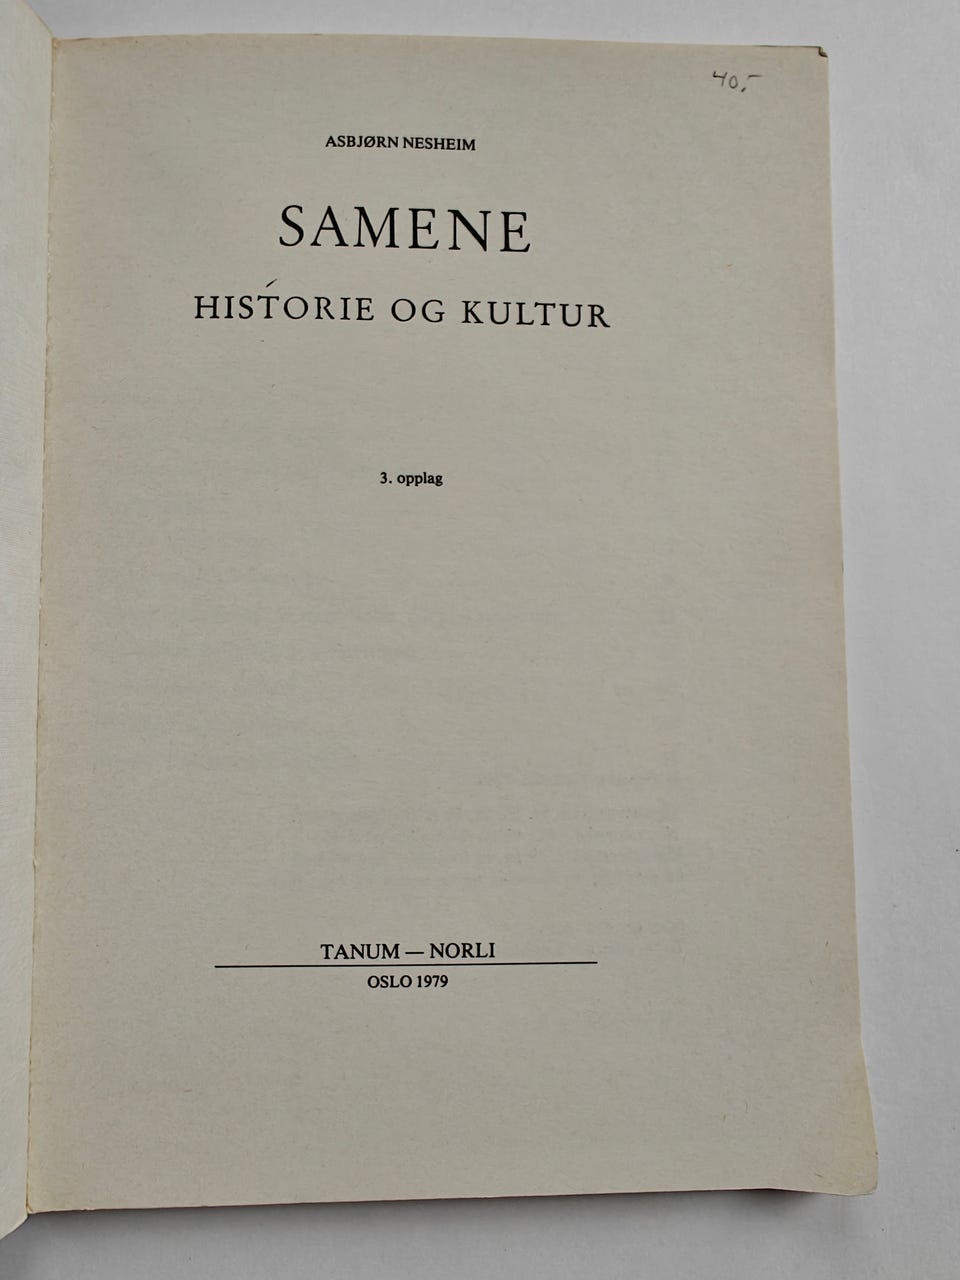 40,-
ASBJØRN NESHEIM
SAMENE
HISTORIE OG KULTUR
3. opplag
TANUM — NORLI
OSLO 1979